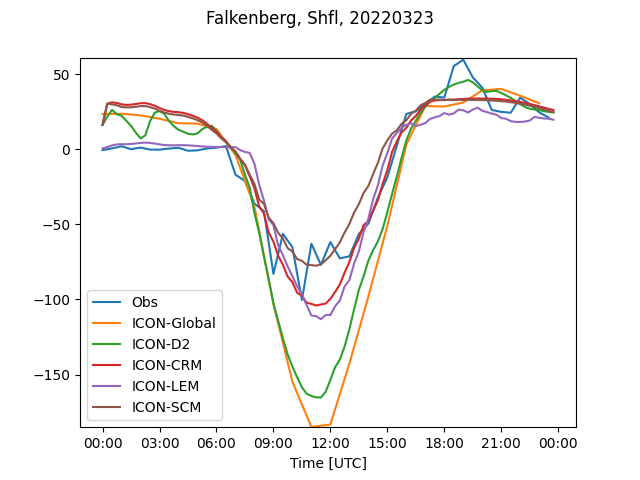 Falkenberg, Shfl, 20220323
50
0
−50
−100
−150
Obs
ICON-Global
ICON-D2
ICON-CRM
ICON-LEM
ICON-SCM
00:00 03:00 06:00 09:00 12:00 15:00 18:00 21:00 00:00
Time [UTC]